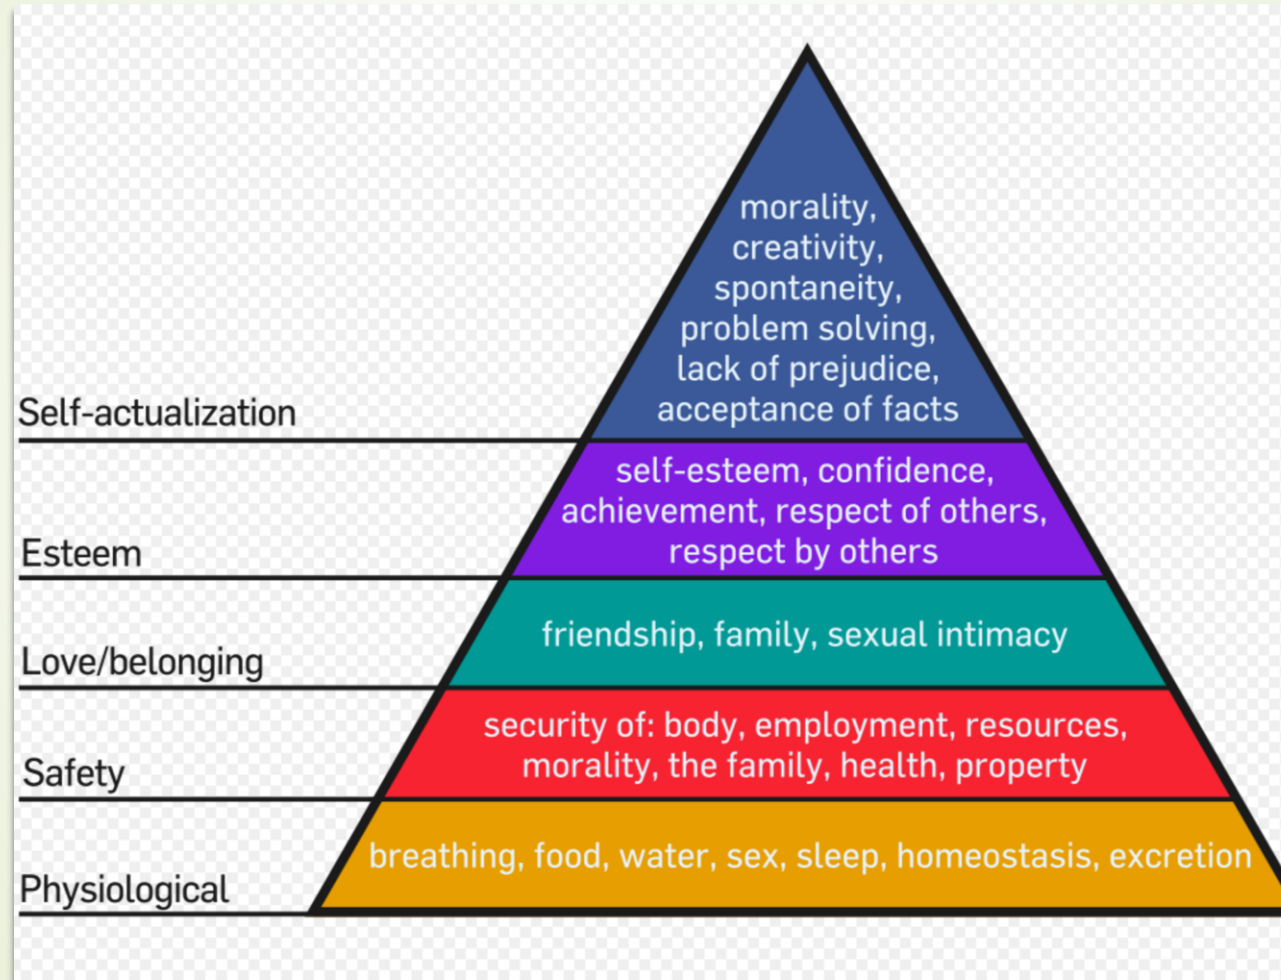 morality,
creativity,
spontaneity,
problem solving,
lack of prejudice,
acceptance of facts
Self-actualization
self-esteem, confidence,
achievement, respect of others,
respect by others
Esteem
friendship, family, sexual intimacy
Love/belonging
security of: body, employment, resources,
morality, the family, health, property
Safety
breathing, food, water, sex, sleep, homeostasis, excretion
Physiological